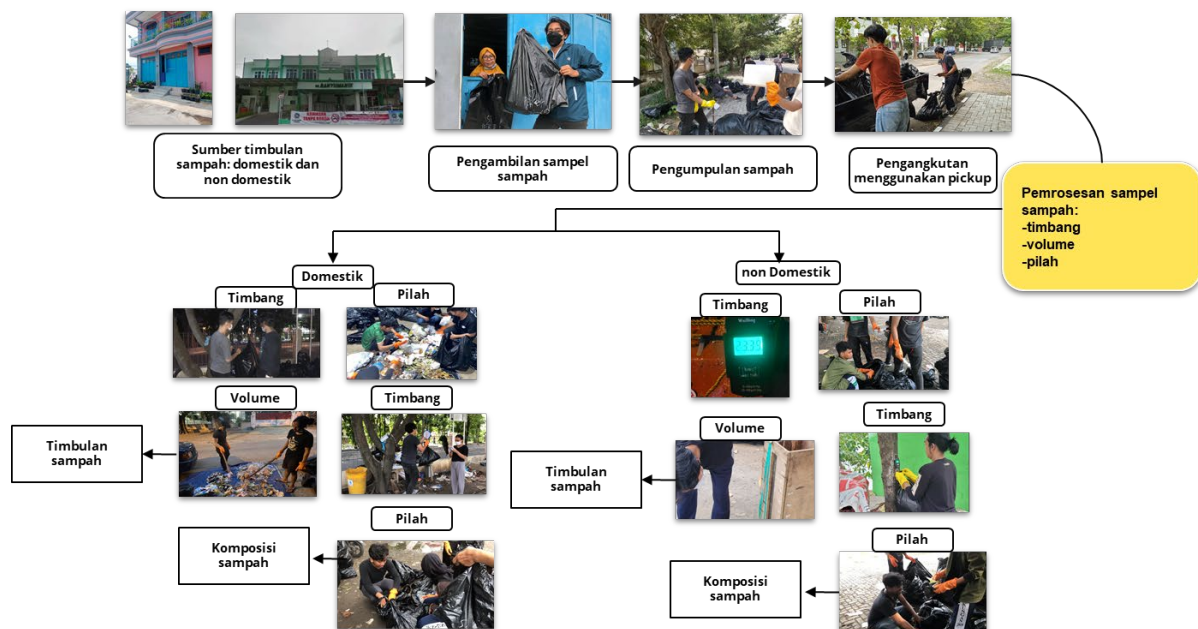 Sumber timbulan
sampah: domestik dan
non domestik
Pengambilan sampel
sampah
Pengumpulan sampah
Pengangkutan
menggunakan pickup
Pemrosesan sampel
sampah:
-timbang
-volume
-pilah
Domestik
Timbang
Pilah
Volume
Timbang
Timbulan
sampah
Pilah
Komposisi
sampah
non Domestik
Timbang
Pilah
Volume
Timbang
Timbulan
sampah
Pilah
Komposisi
sampah